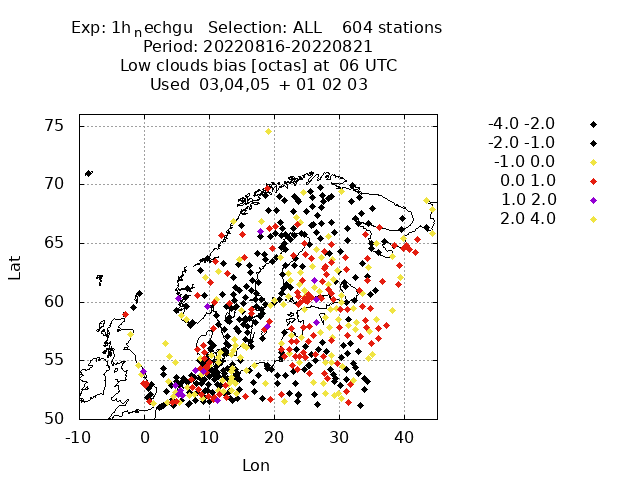 Exp: 1h_nechgu Selection: ALL 604 stations
Period: 20220816-20220821
Low clouds bias [octas] at 06 UTC
Used 03,04,05 + 01 02 03
-4.0 -2.0
-2.0 -1.0
-1.0 0.0
0.0 1.0
1.0 2.0
2.0 4.0
75
70
65
60
55
50
Lat
-10 0 10 20 30 40
Lon